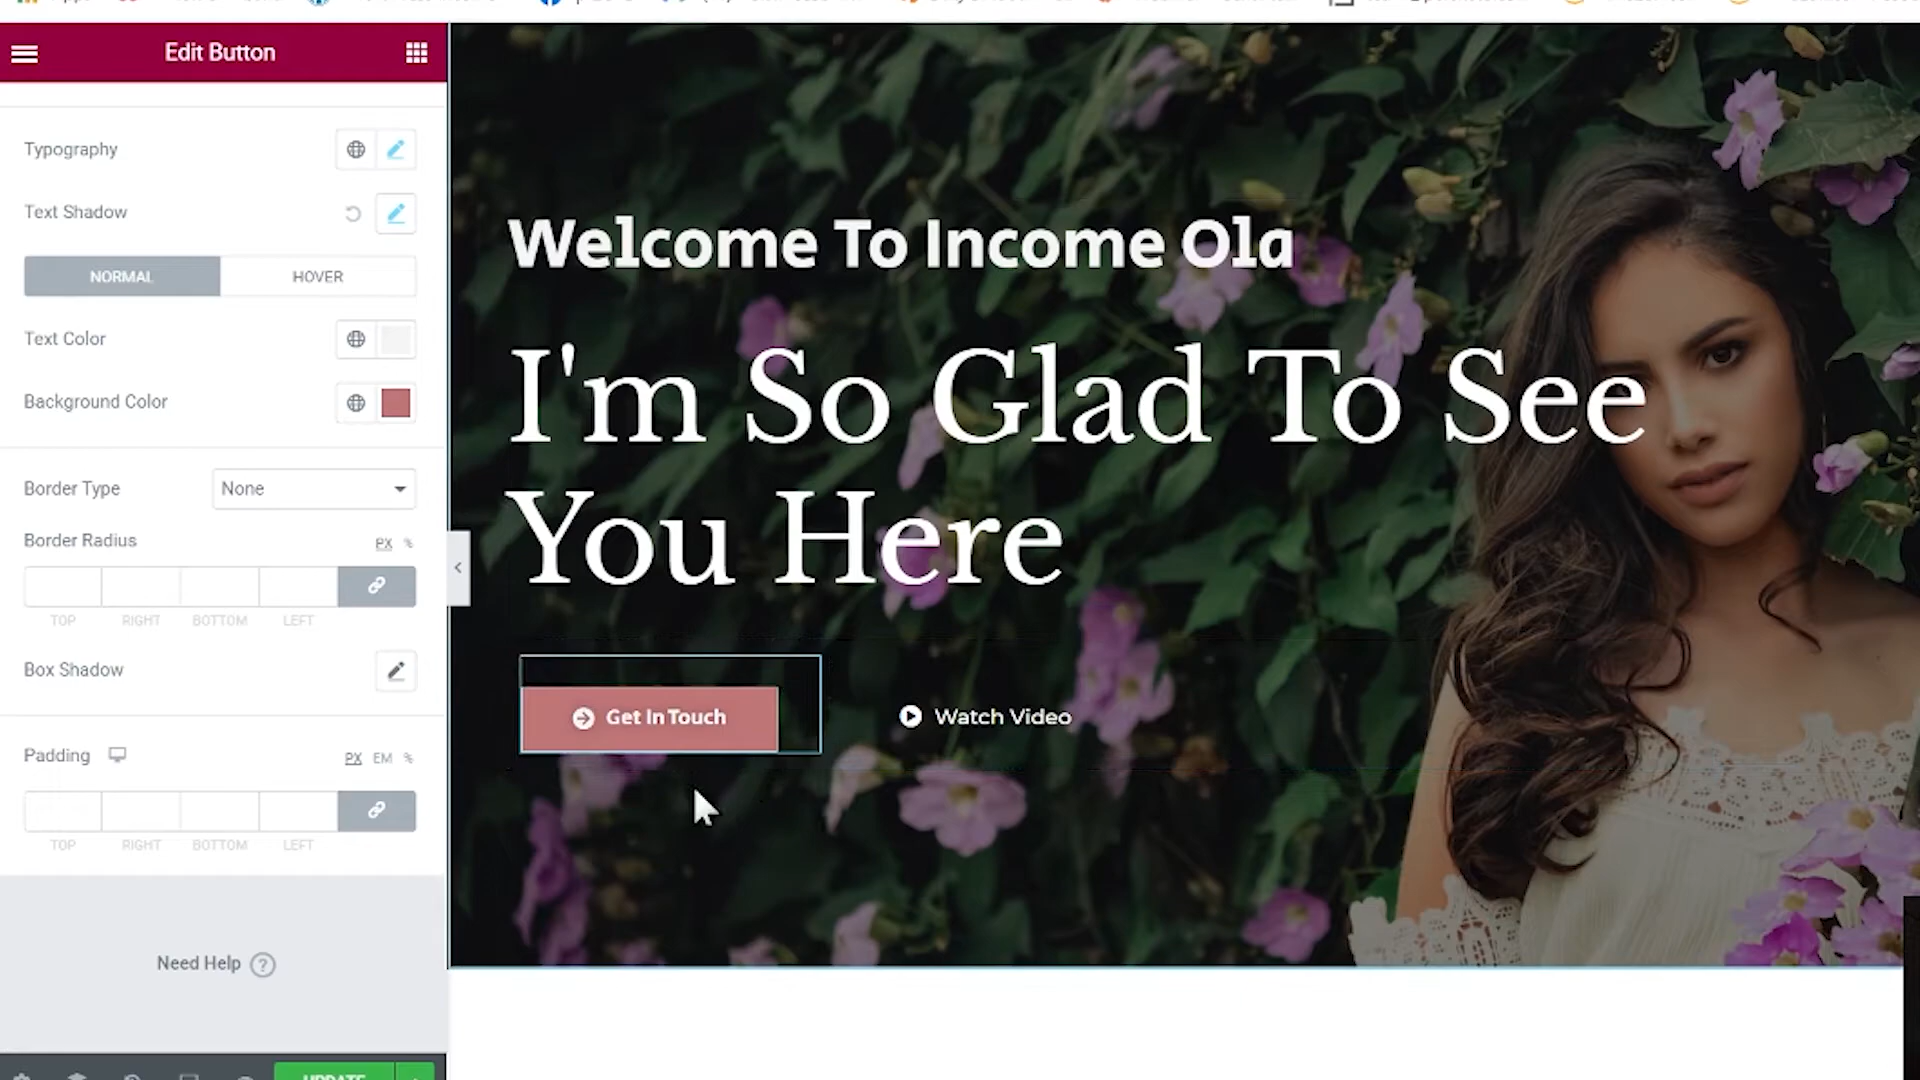 Edit Button
Typography
Text Shadow
NORMAL
HOVER
Text Color
Background Color
Border Type
None
Border Radius
PX %
TOP RIGHT BOTTOM LEFT
Box Shadow
Padding
PX EM %
TOP RIGHT BOTTOM LEFT
Need Help ?
UPDATE
Welcome To Income Ola
I'm So Glad To See
You Here
Get In Touch
Watch Video